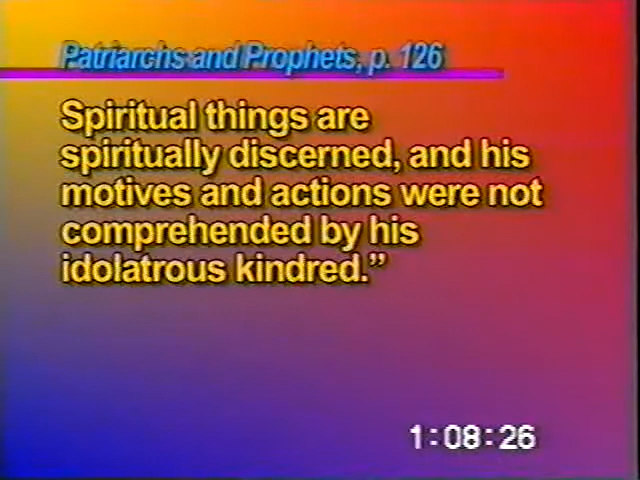 Patriarchs and Prophets, p. 126
Spiritual things are
spiritually discerned, and his
motives and actions were not
comprehended by his
idolatrous kindred.”
1:08:26